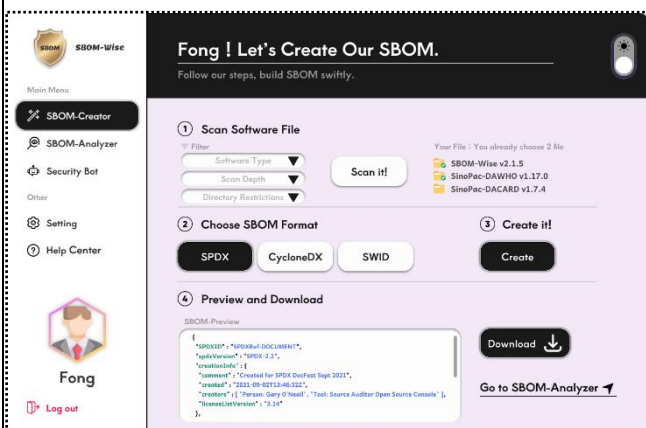 SBOM
SBOM-Wise
Main Menu
SBOM-Creator
SBOM-Analyzer
Security Bot
Other
Setting
Help Center
Fong
Log out
Fong ! Let's Create Our SBOM.
Follow our steps, build SBOM swiftly.
1 Scan Software File
Filter
Software Type
Scan Depth
Directory Restrictions
Scan it!
Your File : You already choose 2 file
SBOM-Wise v2.1.5
SinoPac-DAWHO v1.17.0
SinoPac-DACARD v1.7.4
2 Choose SBOM Format
SPDX
CycloneDX
SWID
3 Create it!
Create
4 Preview and Download
SBOM-Preview
{
"SPDXID" : "SPDXRef-DOCUMENT",
"spdxVersion" : "SPDX-2.2",
"creationInfo" : {
"comment" : "Created for SPDX DocFest Sept 2021",
"created" : "2021-09-02T13:46:32Z",
"creators" : [ "Person: Gary O'Neall", "Tool: Source Auditor Open Source Console" ],
"licenseListVersion" : "3.14"
},
Download
Go to SBOM-Analyzer